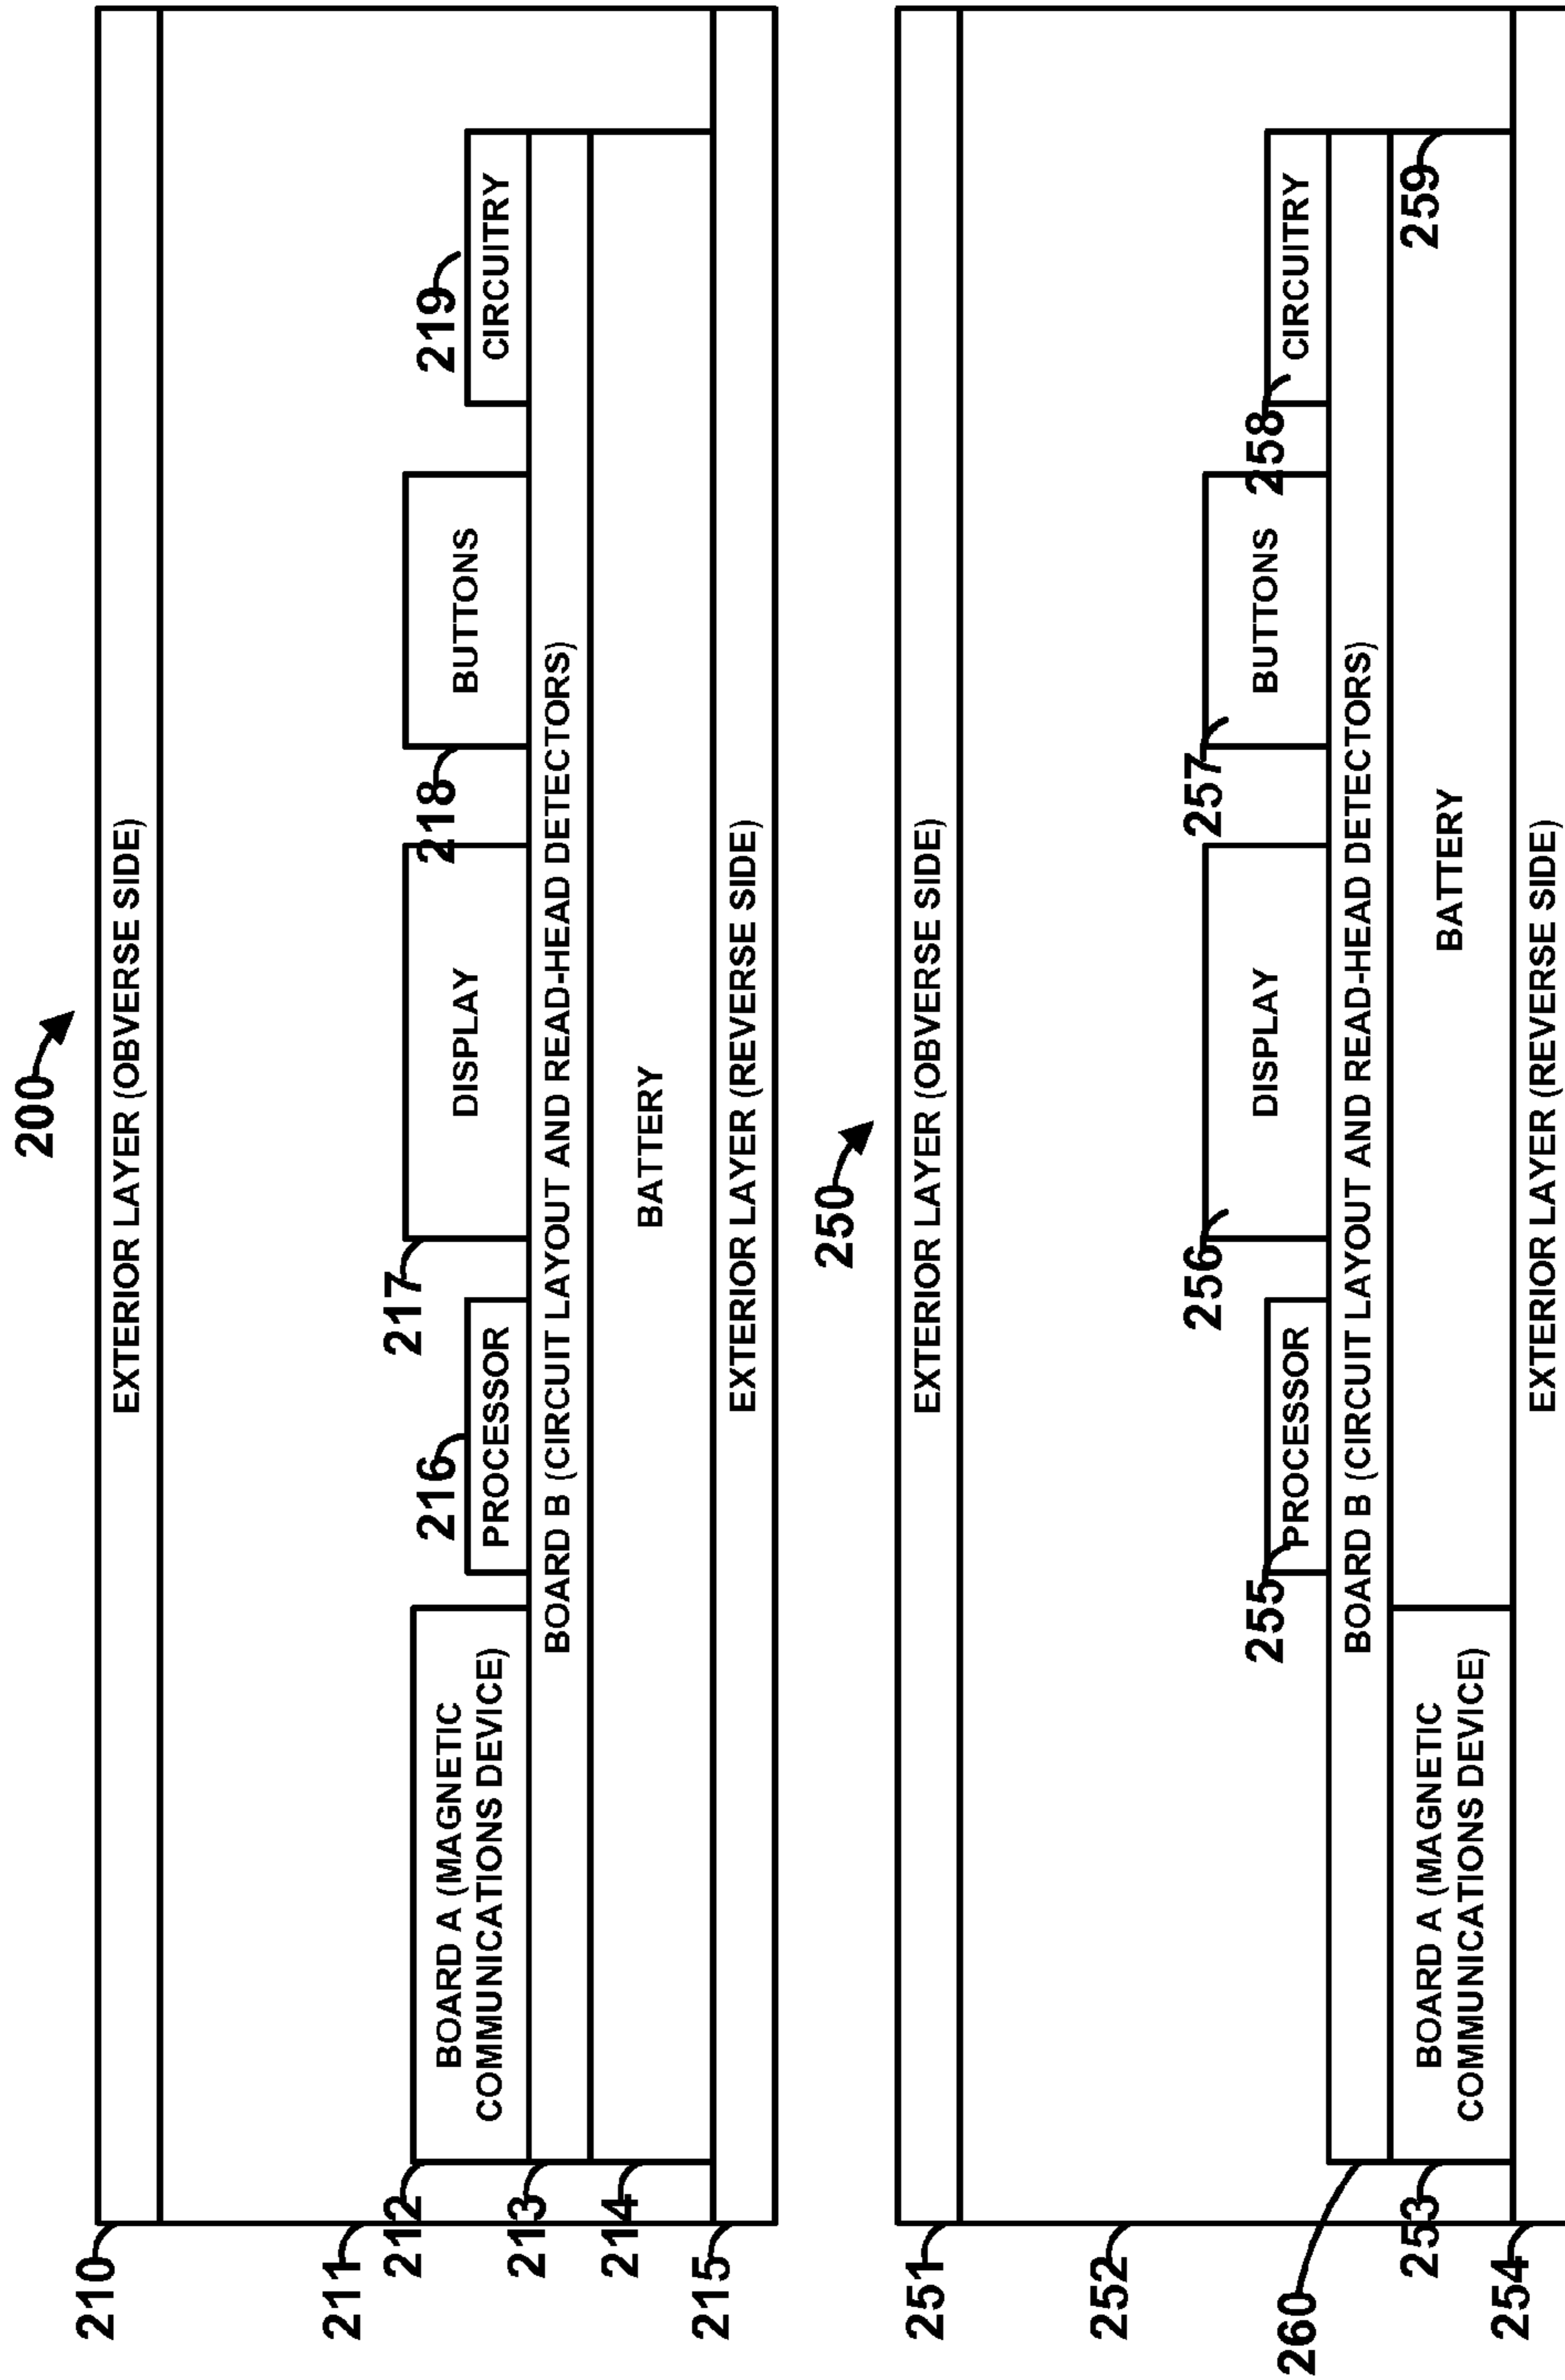 200
210
EXTERIOR LAYER (OBVERSE SIDE)
211
212
BOARD A (MAGNETIC
COMMUNICATIONS DEVICE)
216
PROCESSOR
217
DISPLAY
218
BUTTONS
219
CIRCUITRY
213
BOARD B (CIRCUIT LAYOUT AND READ-HEAD DETECTORS)
214
BATTERY
215
EXTERIOR LAYER (REVERSE SIDE)
250
251
EXTERIOR LAYER (OBVERSE SIDE)
252
255
PROCESSOR
256
DISPLAY
257
BUTTONS
258
CIRCUITRY
260
BOARD B (CIRCUIT LAYOUT AND READ-HEAD DETECTORS)
253
BOARD A (MAGNETIC
COMMUNICATIONS DEVICE)
BATTERY
259
254
EXTERIOR LAYER (REVERSE SIDE)